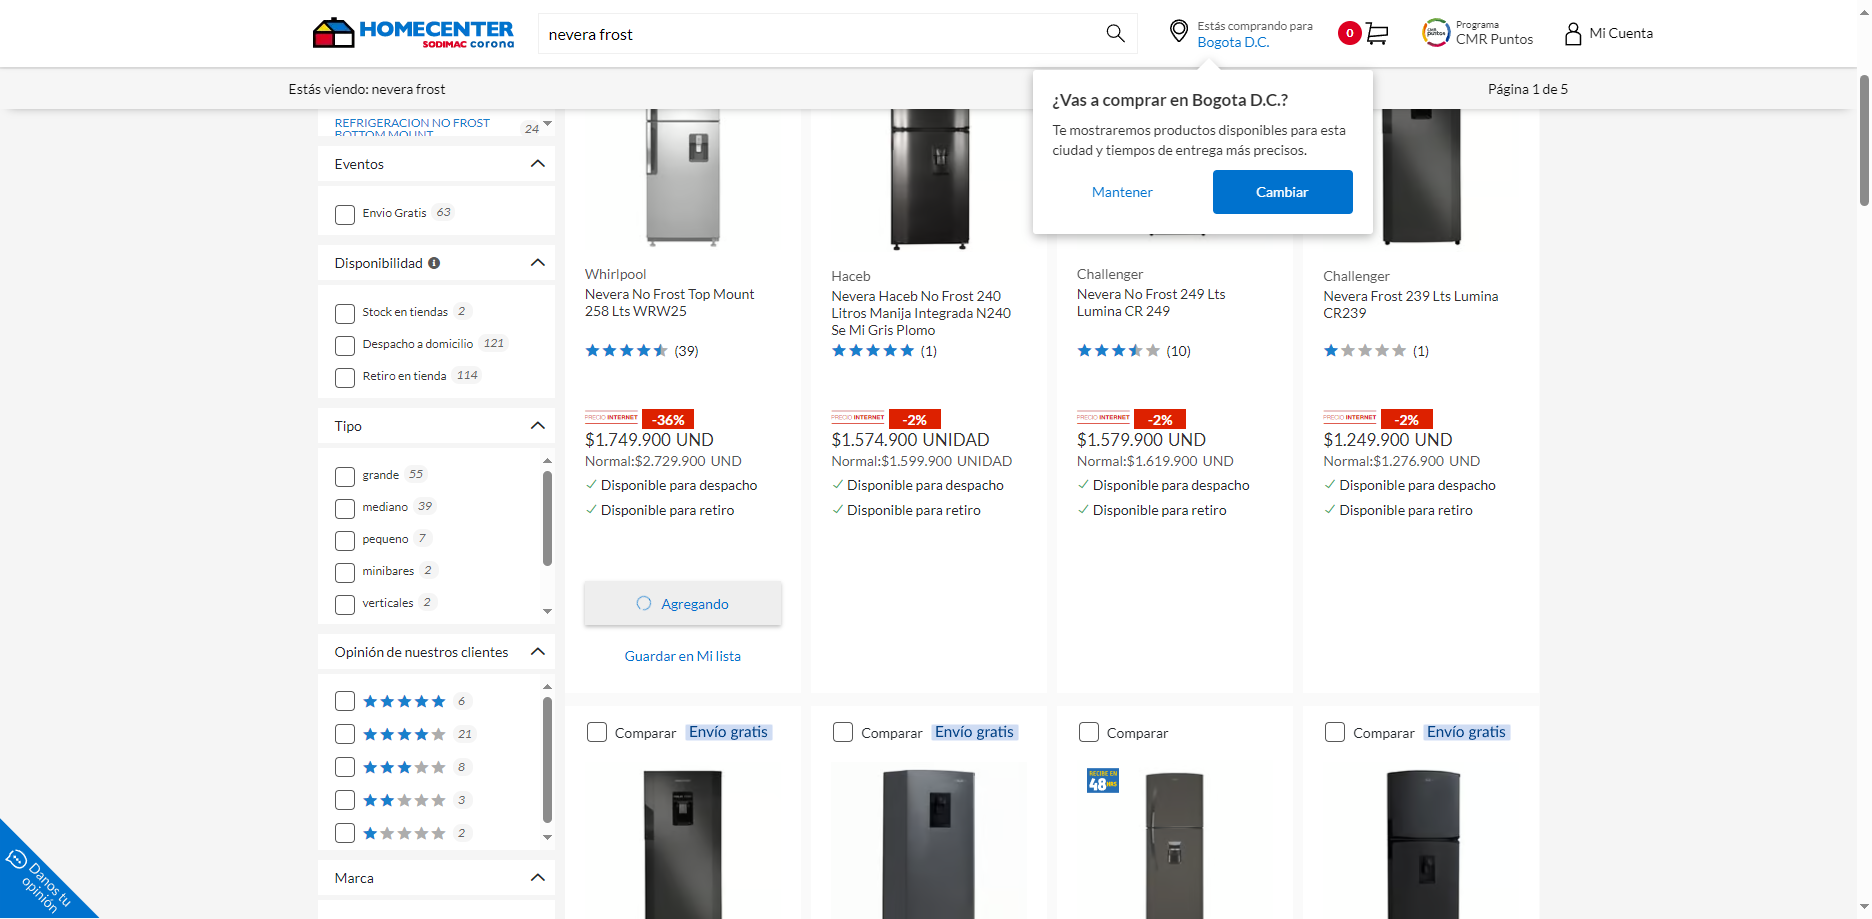 HOMECENTER
SODIMAC corona
nevera frost
Estás comprando para
Bogota D.C.
0
Programa
CMR Puntos
Mi Cuenta
Estás viendo: nevera frost
Página 1 de 5
¿Vas a comprar en Bogota D.C.?
Te mostraremos productos disponibles para esta
ciudad y tiempos de entrega más precisos.
Mantener
Cambiar
REFRIGERACION NO FROST
BOTTOM MOUNT
24
Eventos
Envio Gratis 63
Disponibilidad
Stock en tiendas 2
Despacho a domicilio 121
Retiro en tienda 114
Tipo
grande 55
mediano 39
pequeno 7
minibares 2
verticales 2
Opinión de nuestros clientes
6
21
8
3
2
Marca
Whirlpool
Nevera No Frost Top Mount
258 Lts WRW25
(39)
PRECIO INTERNET -36%
$1.749.900 UND
Normal:$2.729.900 UND
Disponible para despacho
Disponible para retiro
Agregando
Guardar en Mi lista
Haceb
Nevera Haceb No Frost 240
Litros Manija Integrada N240
Se Mi Gris Plomo
(1)
PRECIO INTERNET -2%
$1.574.900 UNIDAD
Normal:$1.599.900 UNIDAD
Disponible para despacho
Disponible para retiro
Challenger
Nevera No Frost 249 Lts
Lumina CR 249
(10)
PRECIO INTERNET -2%
$1.579.900 UND
Normal:$1.619.900 UND
Disponible para despacho
Disponible para retiro
Challenger
Nevera Frost 239 Lts Lumina
CR239
(1)
PRECIO INTERNET -2%
$1.249.900 UND
Normal:$1.276.900 UND
Disponible para despacho
Disponible para retiro
Comparar Envío gratis
Comparar Envío gratis
Comparar
RECIBE EN
48HRS
Comparar Envío gratis
Danos tu
opinión